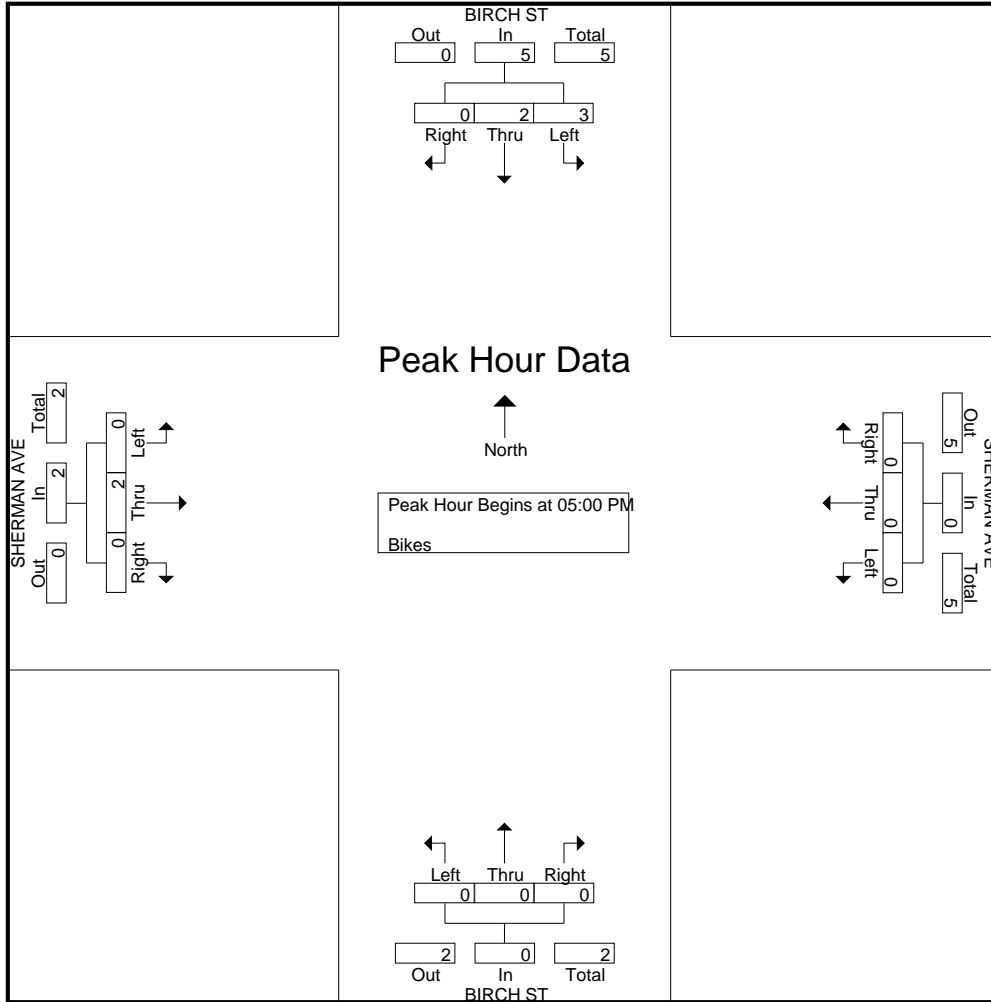 BIRCH ST
Out In Total
0 5 5
0 2 3
Right Thru Left
Peak Hour Data
North
Peak Hour Begins at 05:00 PM
Bikes
SHERMAN AVE
Out In Total
0 2 2
Right Thru Left
0 2 0
SHERMAN AVE
Out In Total
5 0 5
Right Thru Left
0 0 0
Left Thru Right
0 0 0
2 0 2
Out In Total
BIRCH ST